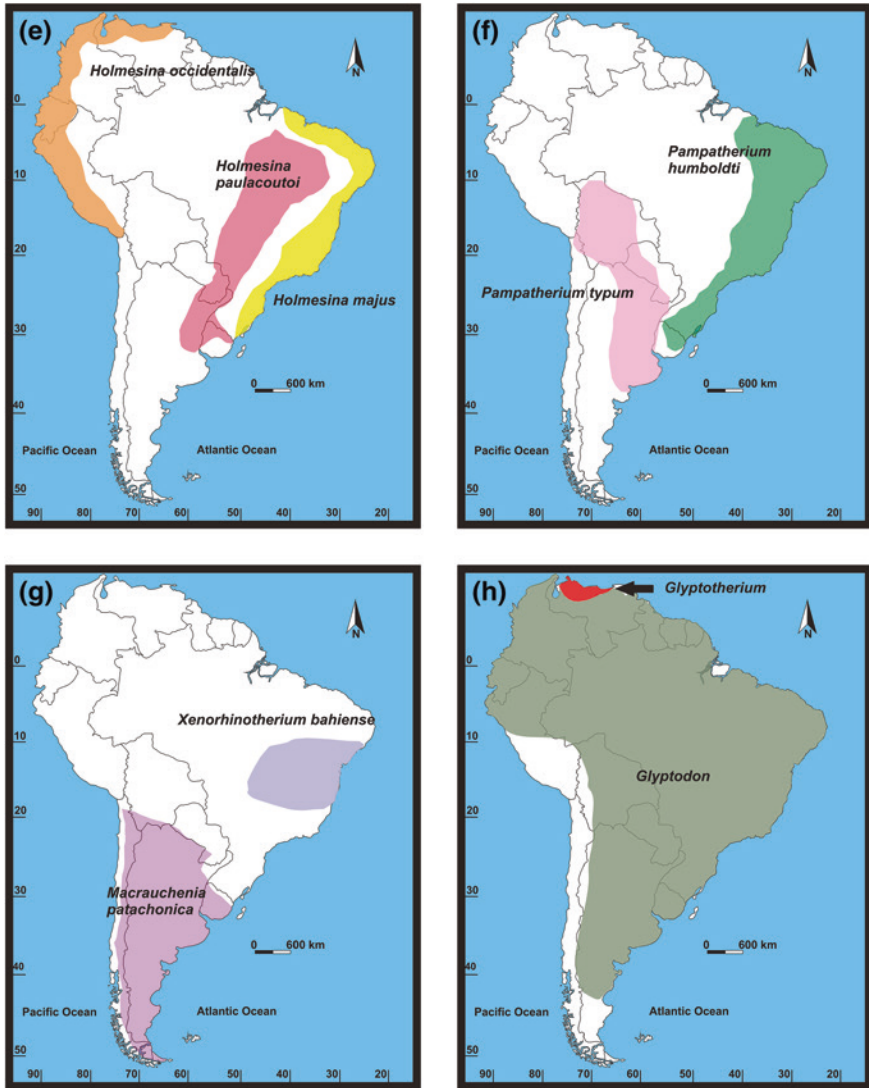 (e)
N
Holmesina occidentalis
0
Holmesina
paulacoutoi
10
20
Holmesina majus
30
0 600 km
40
Pacific Ocean Atlantic Ocean
50
90 80 70 60 50 40 30 20
(f)
N
0
Pampatherium
humboldti
10
20
Pampatherium typum
30
0 600 km
40
Pacific Ocean Atlantic Ocean
50
90 80 70 60 50 40 30 20
(g)
N
0
Xenorhinotherium bahiense
10
20
Macrauchenia
patachonica
30
0 600 km
40
Pacific Ocean Atlantic Ocean
50
90 80 70 60 50 40 30 20
(h)
Glyptotherium
N
0
10
Glyptodon
20
30
0 600 km
40
Pacific Ocean Atlantic Ocean
50
90 80 70 60 50 40 30 20